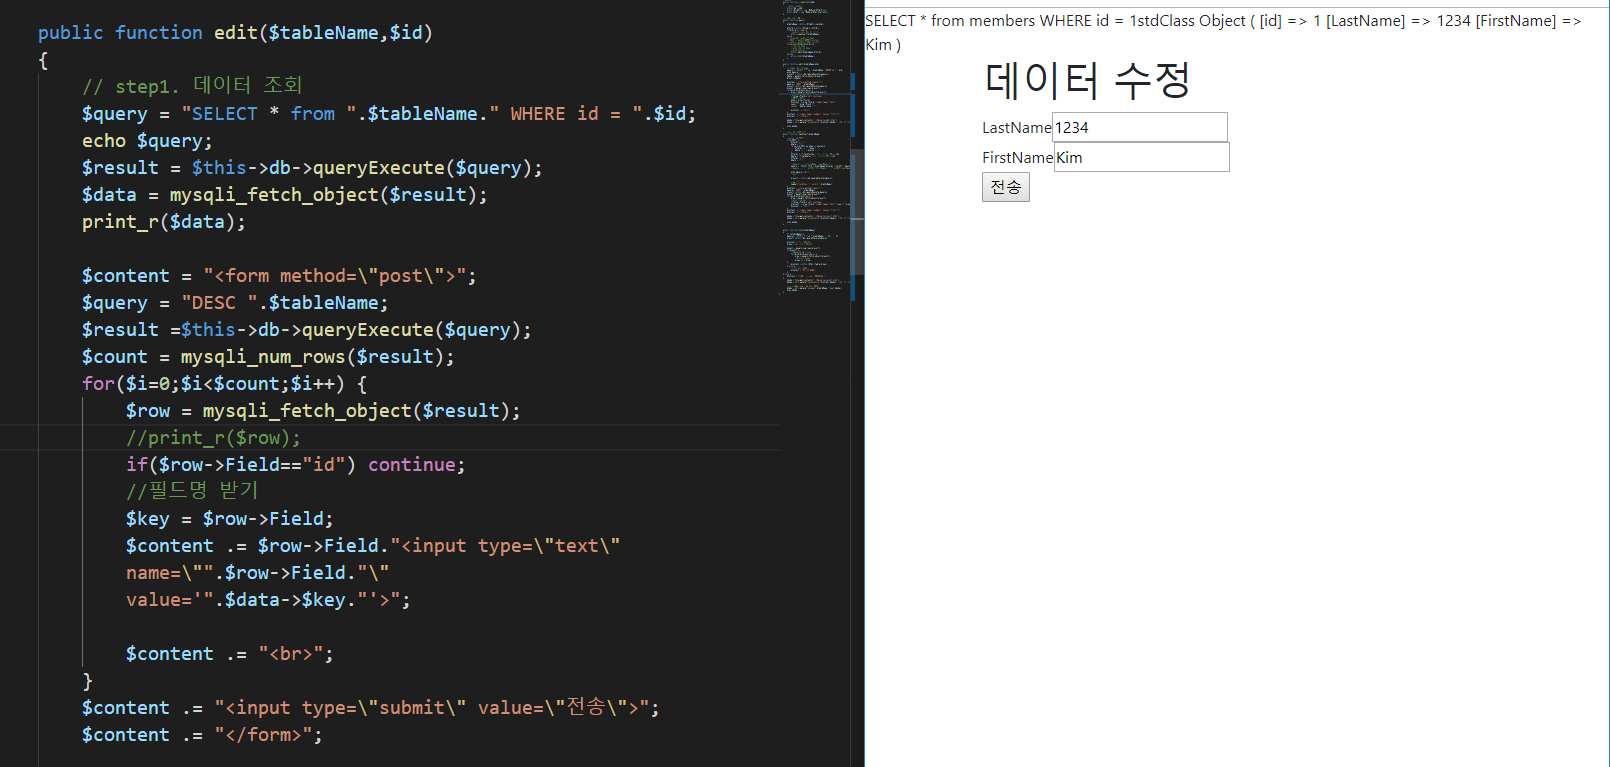 public function edit($tableName,$id)
{
// step1. 데이터 조회
$query = "SELECT * from ".$tableName." WHERE id = ".$id;
echo $query;
$result = $this->db->queryExecute($query);
$data = mysqli_fetch_object($result);
print_r($data);
$content = "<form method=\"post\">";
$query = "DESC ".$tableName;
$result =$this->db->queryExecute($query);
$count = mysqli_num_rows($result);
for($i=0;$i<$count;$i++) {
$row = mysqli_fetch_object($result);
//print_r($row);
if($row->Field=="id") continue;
//필드명 받기
$key = $row->Field;
$content .= $row->Field."<input type=\"text\"
name=\"".$row->Field."\"
value='".$data->$key."'>";
$content .= "<br>";
}
$content .= "<input type=\"submit\" value=\"전송\">";
$content .= "</form>";
SELECT * from members WHERE id = 1stdClass Object ( [id] => 1 [LastName] => 1234 [FirstName] =>
Kim )
데이터 수정
LastName 1234
FirstName Kim
전송